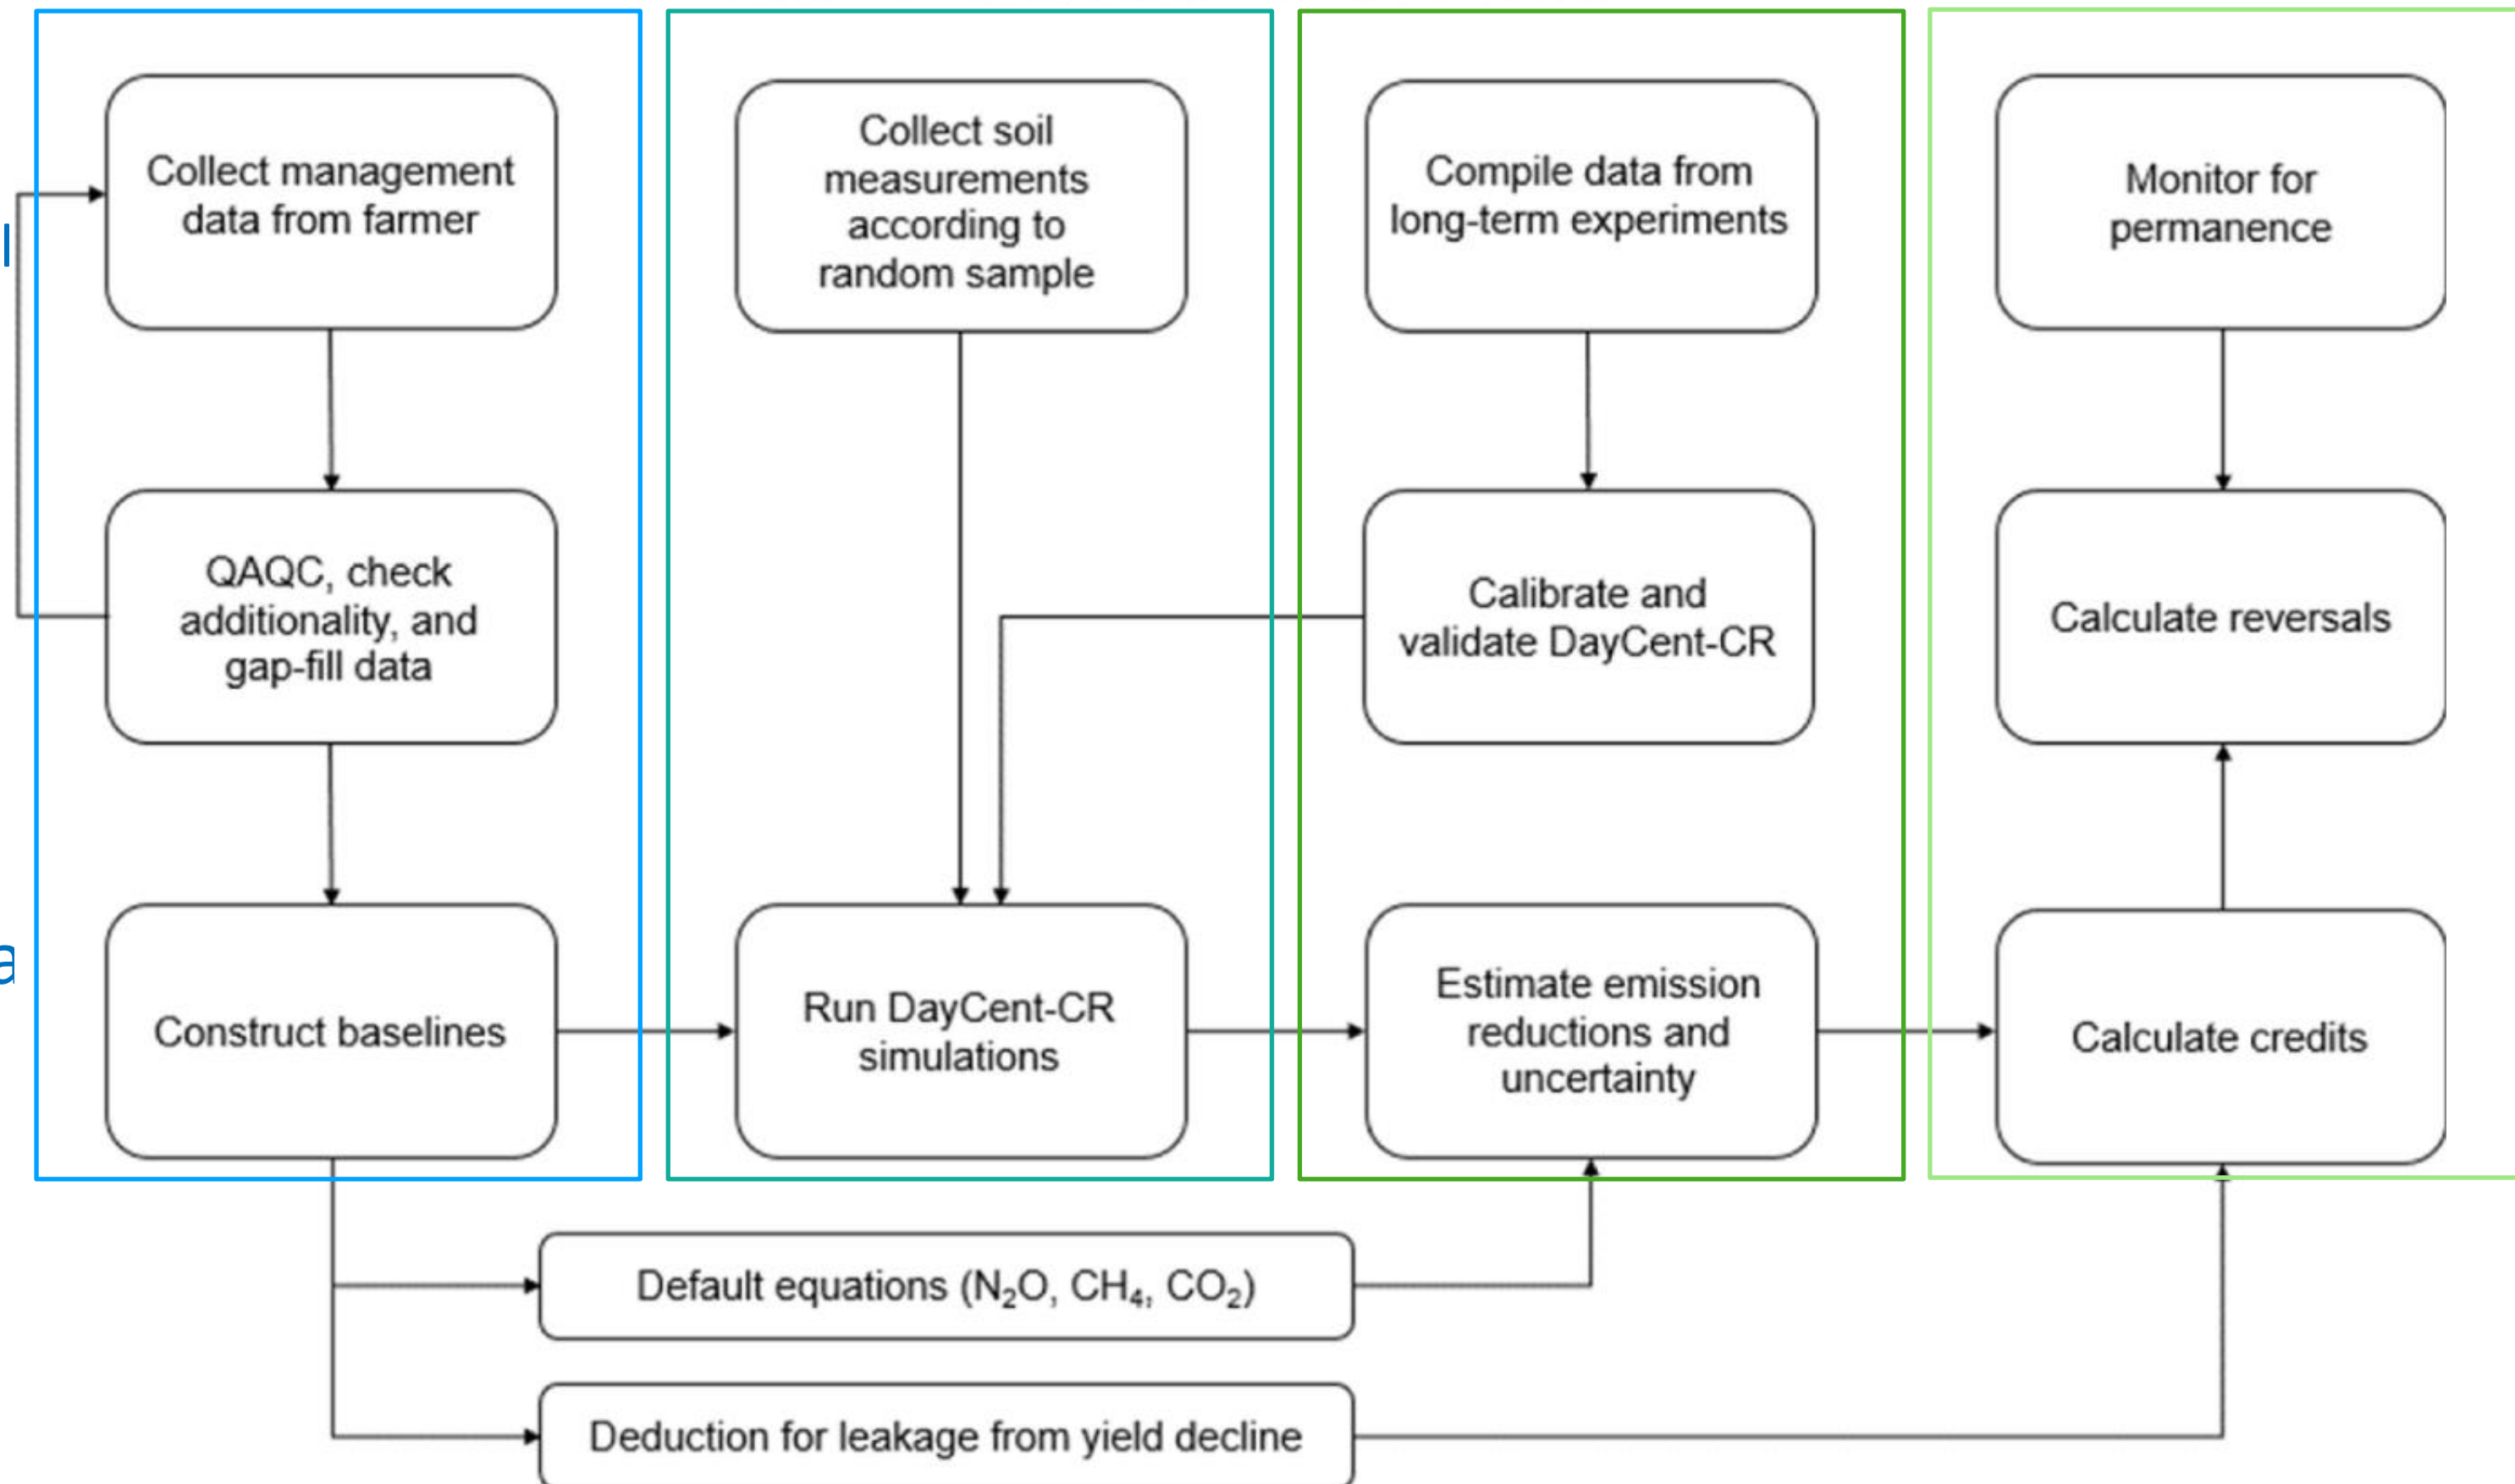 Collect management
data from farmer
QAQC, check
additionality, and
gap-fill data
Construct baselines
Collect soil
measurements
according to
random sample
Run DayCent-CR
simulations
Compile data from
long-term experiments
Calibrate and
validate DayCent-CR
Estimate emission
reductions and
uncertainty
Monitor for
permanence
Calculate reversals
Calculate credits
Default equations (N₂O, CH₄, CO₂)
Deduction for leakage from yield decline